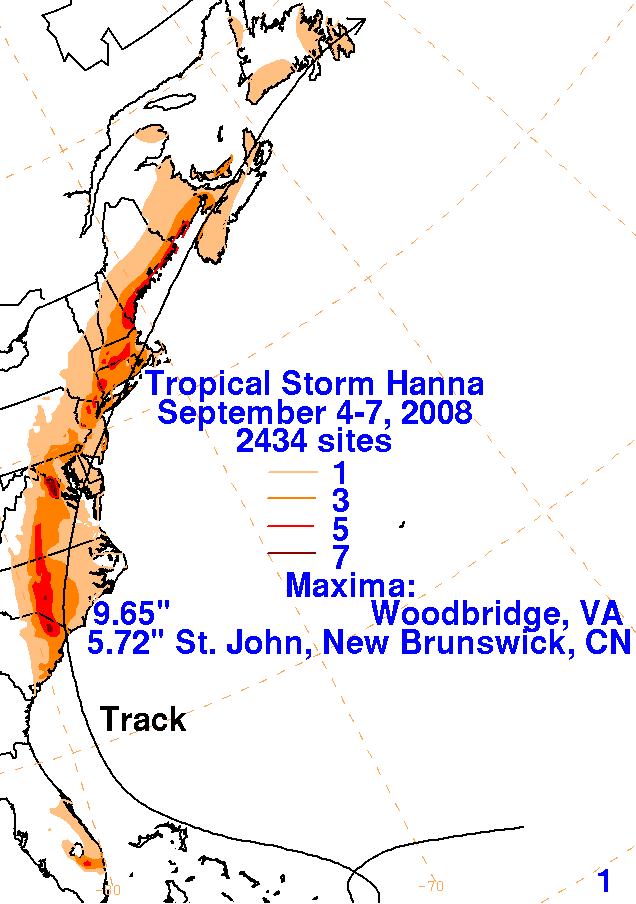 Tropical Storm Hanna
September 4-7, 2008
2434 sites
1
3
5
7
Maxima:
9.65" Woodbridge, VA
5.72" St. John, New Brunswick, CN
Track
-70
1